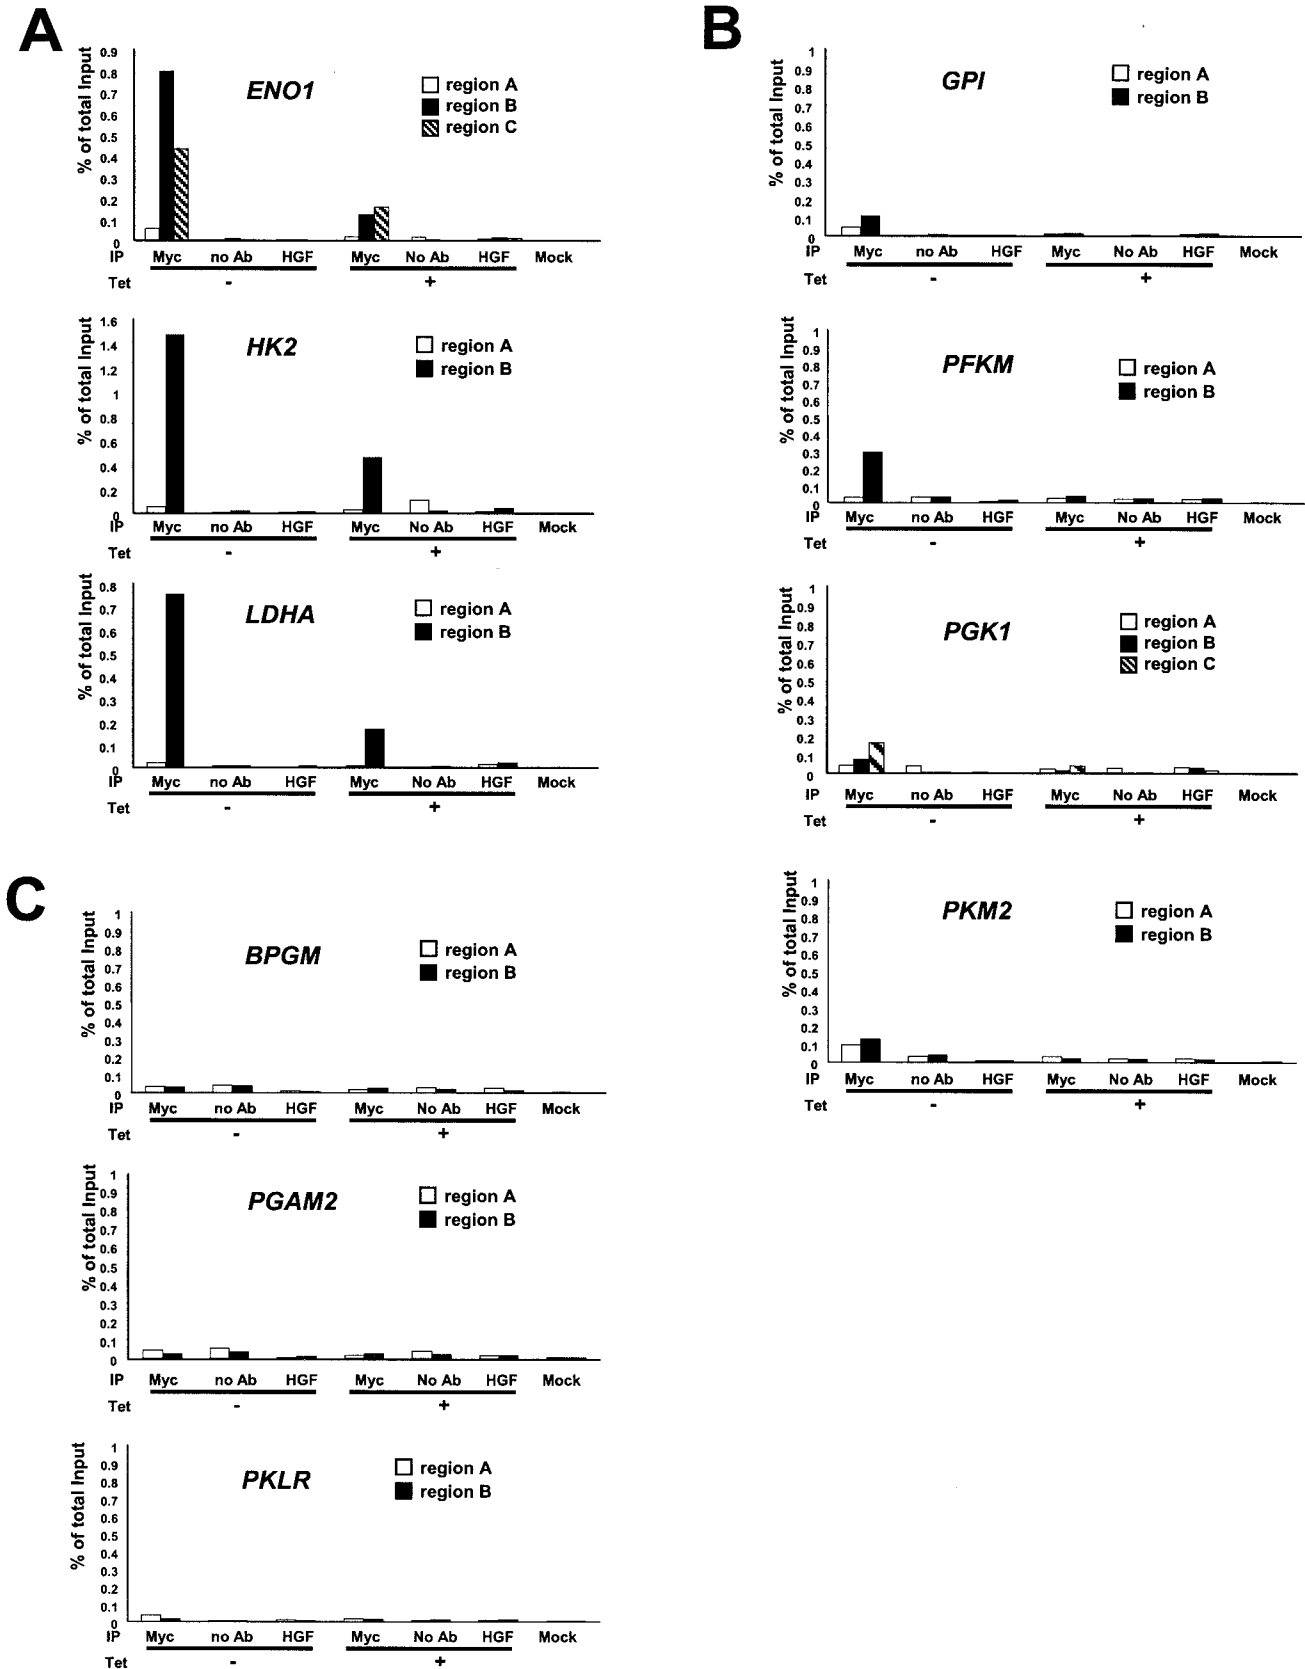 A
% of total Input
0.9
0.8
0.7
0.6
0.5
0.4
0.3
0.2
0.1
0
ENO1
region A
region B
region C
IP Myc no Ab HGF Myc No Ab HGF Mock
Tet - +
% of total Input
1.6
1.4
1.2
1
0.6
0.4
0.2
0
HK2
region A
region B
IP Myc no Ab HGF Myc No Ab HGF Mock
Tet - +
% of total Input
0.8
0.7
0.6
0.5
0.4
0.3
0.2
0.1
0
LDHA
region A
region B
IP Myc no Ab HGF Myc No Ab HGF Mock
Tet - +
B
% of total Input
1
0.9
0.8
0.7
0.6
0.5
0.4
0.3
0.2
0.1
0
GPI
region A
region B
IP Myc no Ab HGF Myc No Ab HGF Mock
Tet - +
% of total Input
1
0.9
0.8
0.7
0.6
0.5
0.4
0.3
0.2
0.1
0
PFKM
region A
region B
IP Myc no Ab HGF Myc No Ab HGF Mock
Tet - +
% of total Input
1
0.9
0.8
0.7
0.6
0.5
0.4
0.3
0.2
0.1
0
PGK1
region A
region B
region C
IP Myc no Ab HGF Myc No Ab HGF Mock
Tet - +
% of total Input
1
0.9
0.8
0.7
0.6
0.5
0.4
0.3
0.2
0.1
0
PKM2
region A
region B
IP Myc no Ab HGF Myc No Ab HGF Mock
Tet - +
C
% of total Input
1
0.9
0.8
0.7
0.6
0.5
0.4
0.3
0.2
0.1
0
BPGM
region A
region B
IP Myc no Ab HGF Myc No Ab HGF Mock
Tet - +
% of total Input
1
0.9
0.8
0.7
0.6
0.5
0.4
0.3
0.2
0.1
0
PGAM2
region A
region B
IP Myc no Ab HGF Myc No Ab HGF Mock
Tet - +
% of total Input
1
0.9
0.8
0.7
0.6
0.5
0.4
0.3
0.2
0.1
0
PKLR
region A
region B
IP Myc no Ab HGF Myc No Ab HGF Mock
Tet - +